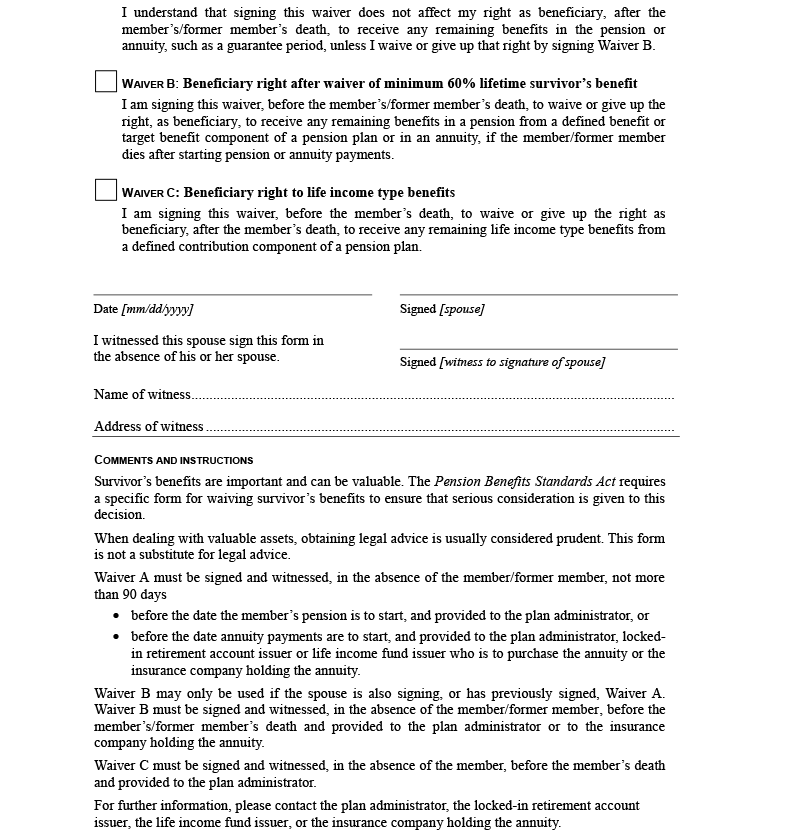 I understand that signing this waiver does not affect my right as beneficiary, after the
member's/former member's death, to receive any remaining benefits in the pension or
annuity, such as a guarantee period, unless I waive or give up that right by signing Waiver B.
WAIVER B: Beneficiary right after waiver of minimum 60% lifetime survivor's benefit
I am signing this waiver, before the member's/former member's death, to waive or give up the
right, as beneficiary, to receive any remaining benefits in a pension from a defined benefit or
target benefit component of a pension plan or in an annuity, if the member/former member
dies after starting pension or annuity payments.
WAIVER C: Beneficiary right to life income type benefits
I am signing this waiver, before the member's death, to waive or give up the right as
beneficiary, after the member's death, to receive any remaining life income type benefits from
a defined contribution component of a pension plan.
Date [mm/dd/yyyy] Signed [spouse]
I witnessed this spouse sign this form in
the absence of his or her spouse.
Signed [witness to signature of spouse]
Name of witness
Address of witness
COMMENTS AND INSTRUCTIONS
Survivor's benefits are important and can be valuable. The Pension Benefits Standards Act requires
a specific form for waiving survivor's benefits to ensure that serious consideration is given to this
decision.
When dealing with valuable assets, obtaining legal advice is usually considered prudent. This form
is not a substitute for legal advice.
Waiver A must be signed and witnessed, in the absence of the member/former member, not more
than 90 days
• before the date the member's pension is to start, and provided to the plan administrator, or
• before the date annuity payments are to start, and provided to the plan administrator, locked-
in retirement account issuer or life income fund issuer who is to purchase the annuity or the
insurance company holding the annuity.
Waiver B may only be used if the spouse is also signing, or has previously signed, Waiver A.
Waiver B must be signed and witnessed, in the absence of the member/former member, before the
member's/former member's death and provided to the plan administrator or to the insurance
company holding the annuity.
Waiver C must be signed and witnessed, in the absence of the member, before the member's death
and provided to the plan administrator.
For further information, please contact the plan administrator, the locked-in retirement account
issuer, the life income fund issuer, or the insurance company holding the annuity.